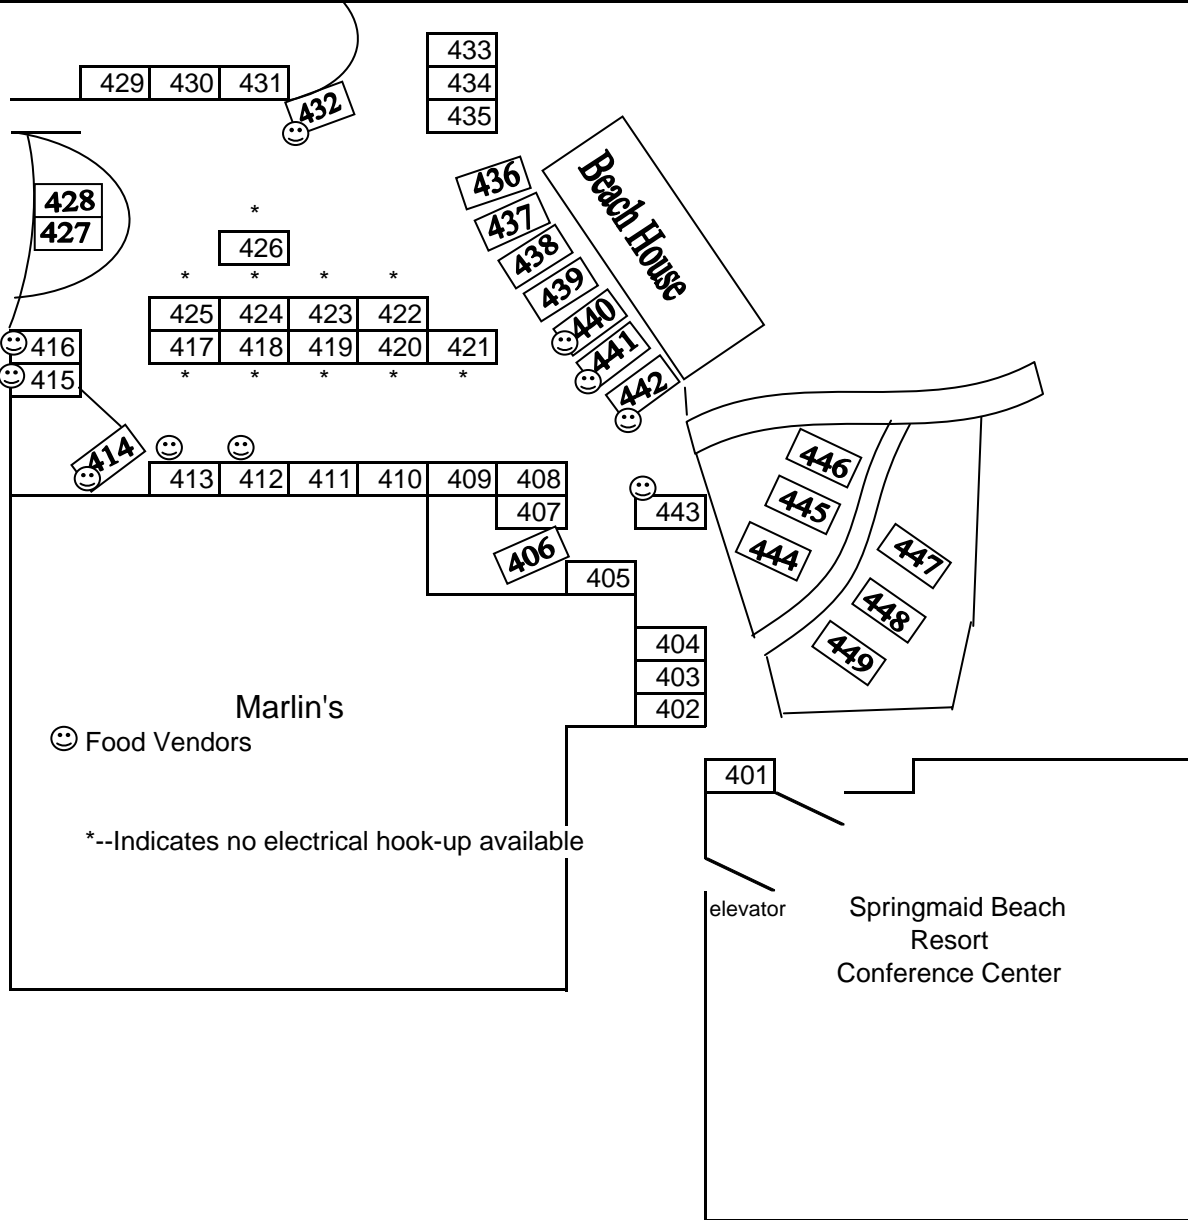 433
429 430 431 434
432 435
436
Beach House
428
427
437
*
426
438
* * * *
439
425 424 423 422
440
416 417 418 419 420 421
441
415
* * * * *
442
414
446
413 412 411 410 409 408
445
407 443
444
406
447
405
448
404
449
403
402
Marlin's
Food Vendors
401
*--Indicates no electrical hook-up available
elevator
Springmaid Beach
Resort
Conference Center